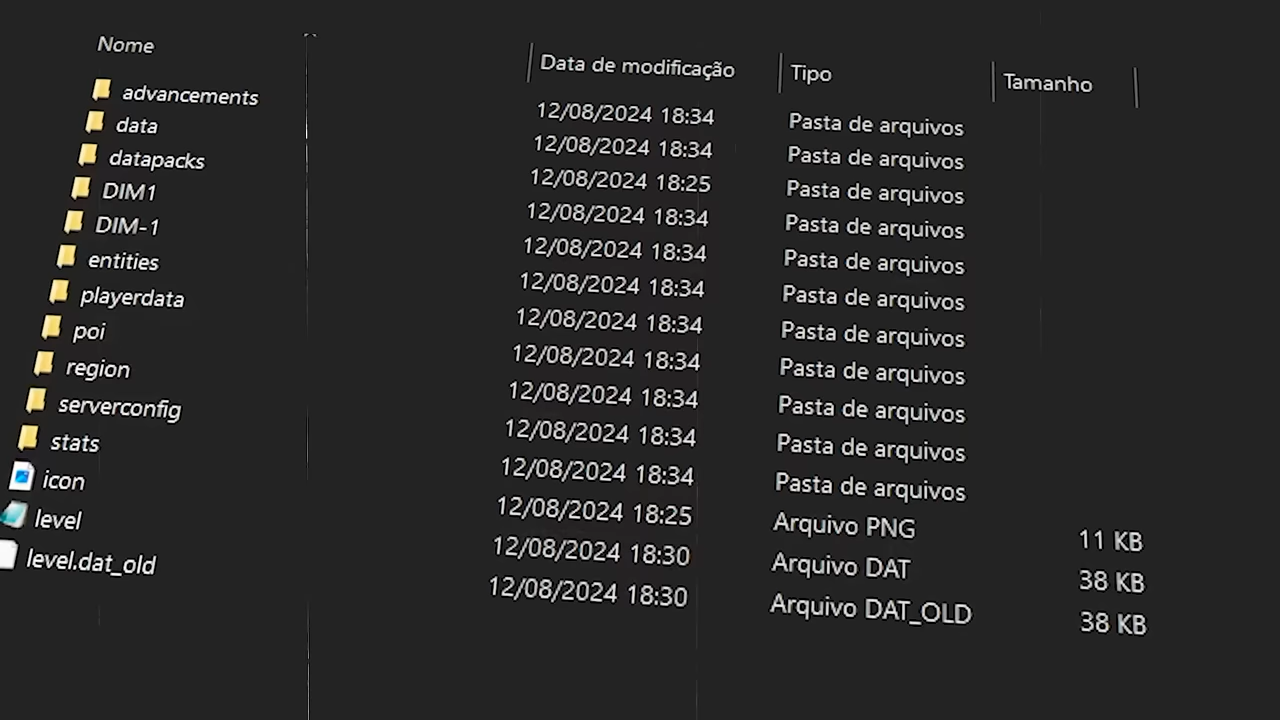 Nome Data de modificação Tipo Tamanho
advancements 12/08/2024 18:34 Pasta de arquivos
data 12/08/2024 18:34 Pasta de arquivos
datapacks 12/08/2024 18:25 Pasta de arquivos
DIM1 12/08/2024 18:34 Pasta de arquivos
DIM-1 12/08/2024 18:34 Pasta de arquivos
entities 12/08/2024 18:34 Pasta de arquivos
playerdata 12/08/2024 18:34 Pasta de arquivos
poi 12/08/2024 18:34 Pasta de arquivos
region 12/08/2024 18:34 Pasta de arquivos
serverconfig 12/08/2024 18:34 Pasta de arquivos
stats 12/08/2024 18:34 Pasta de arquivos
icon 12/08/2024 18:25 Arquivo PNG 11 KB
level 12/08/2024 18:30 Arquivo DAT 38 KB
level.dat_old 12/08/2024 18:30 Arquivo DAT_OLD 38 KB